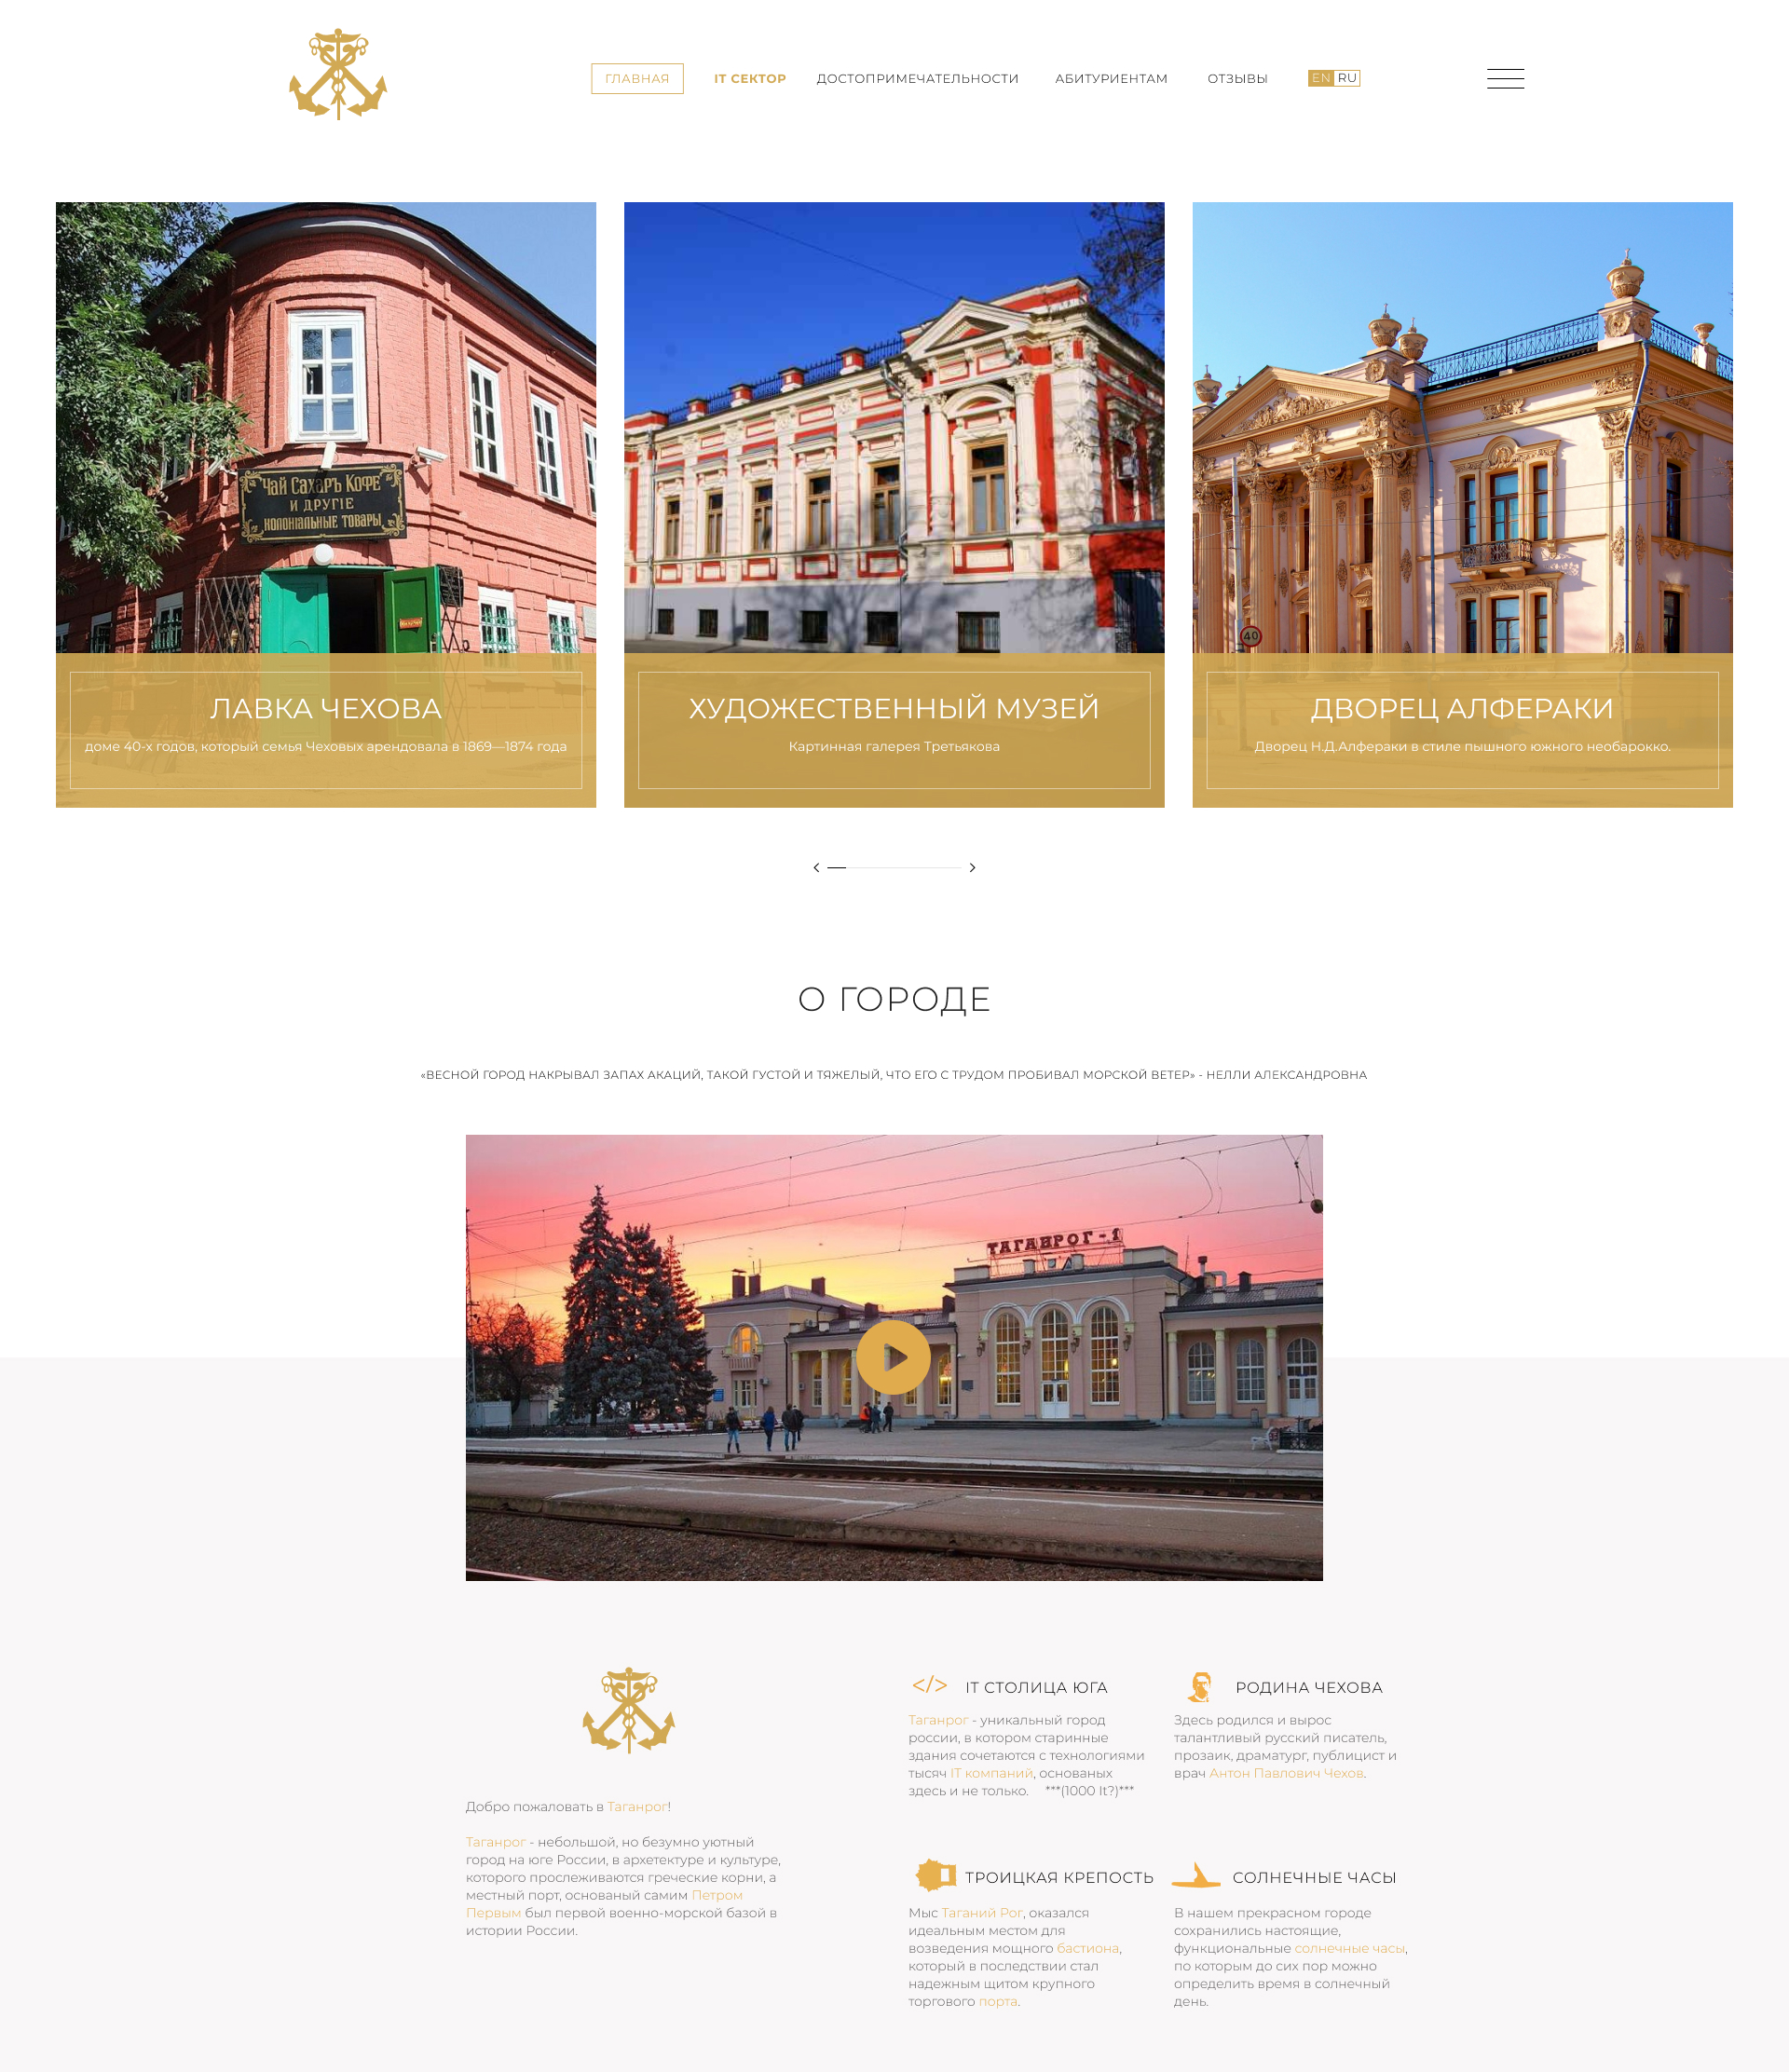 ГЛАВНАЯ
IT СЕКТОР
ДОСТОПРИМЕЧАТЕЛЬНОСТИ
АБИТУРИЕНТАМ
ОТЗЫВЫ
EN RU
Чай Сахаръ Кофе
И ДРУГІЕ
КОЛОНІАЛЬНЫЕ ТОВАРЫ
40
ЛАВКА ЧЕХОВА
доме 40-х годов, который семья Чеховых арендовала в 1869—1874 года
ХУДОЖЕСТВЕННЫЙ МУЗЕЙ
Картинная галерея Третьякова
ДВОРЕЦ АЛФЕРАКИ
Дворец Н.Д.Алфераки в стиле пышного южного необарокко.
О ГОРОДЕ
«ВЕСНОЙ ГОРОД НАКРЫВАЛ ЗАПАХ АКАЦИЙ, ТАКОЙ ГУСТОЙ И ТЯЖЕЛЫЙ, ЧТО ЕГО С ТРУДОМ ПРОБИВАЛ МОРСКОЙ ВЕТЕР» - НЕЛЛИ АЛЕКСАНДРОВНА
ТАГАНРОГ-1
Добро пожаловать в Таганрог!
Таганрог - небольшой, но безумно уютный
город на юге России, в архетектуре и культуре,
которого прослеживаются греческие корни, а
местный порт, основаный самим Петром
Первым был первой военно-морской базой в
истории России.
</> IT СТОЛИЦА ЮГА
Таганрог - уникальный город
россии, в котором старинные
здания сочетаются с технологиями
тысяч IT компаний, основаных
здесь и не только. ***(1000 It?)***
РОДИНА ЧЕХОВА
Здесь родился и вырос
талантливый русский писатель,
прозаик, драматург, публицист и
врач Антон Павлович Чехов.
ТРОИЦКАЯ КРЕПОСТЬ
Мыс Таганий Рог, оказался
идеальным местом для
возведения мощного бастиона,
который в последствии стал
надежным щитом крупного
торгового порта.
СОЛНЕЧНЫЕ ЧАСЫ
В нашем прекрасном городе
сохранились настоящие,
функциональные солнечные часы,
по которым до сих пор можно
определить время в солнечный
день.